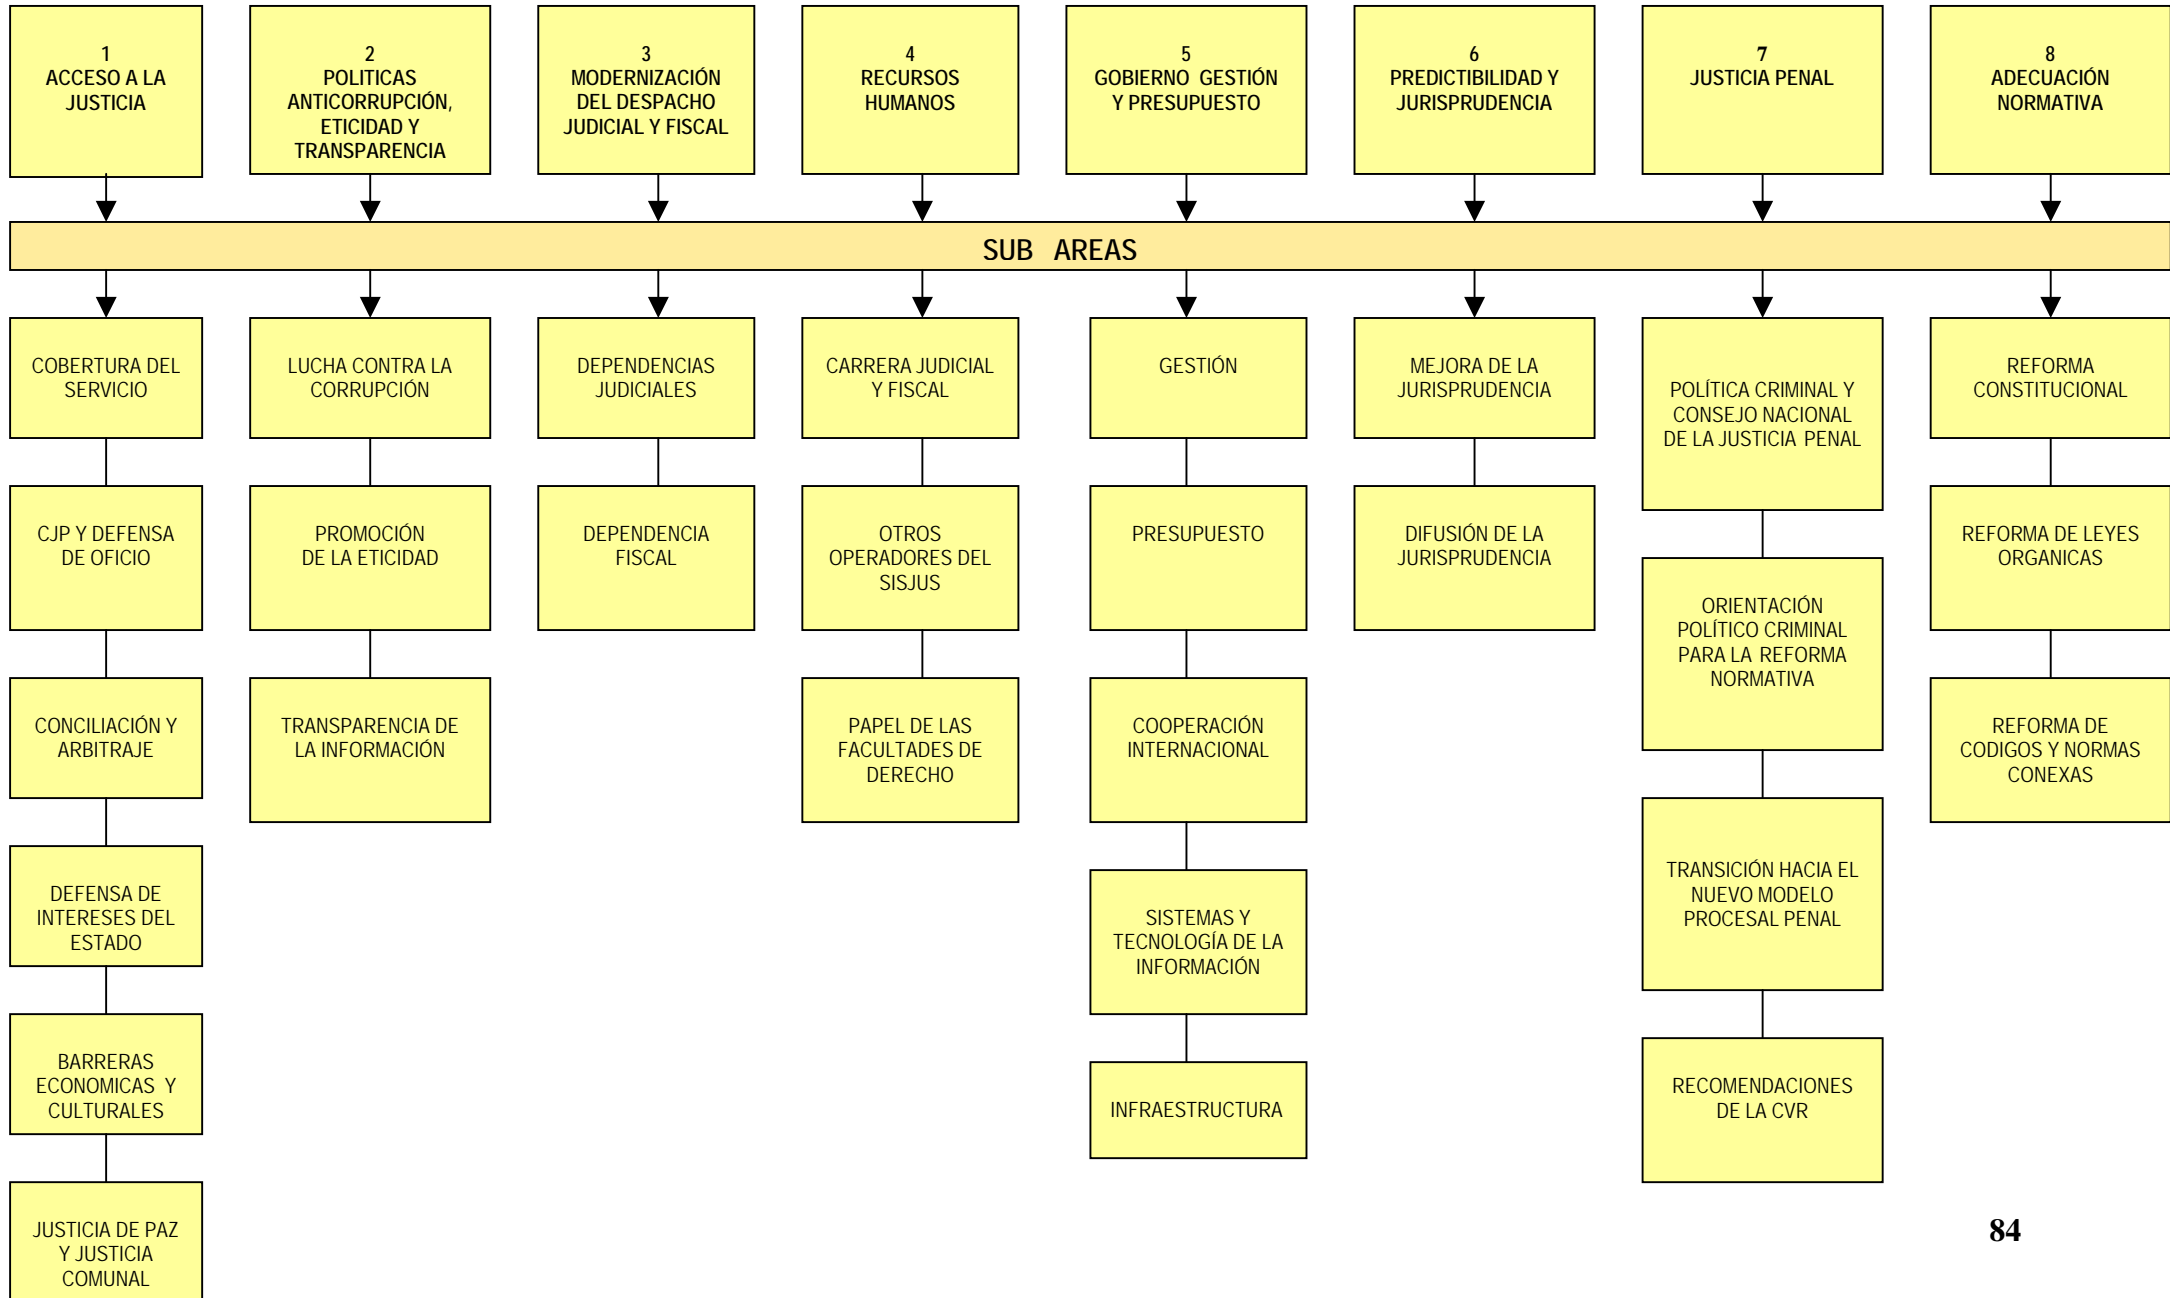 1
ACCESO A LA
JUSTICIA
2
POLITICAS
ANTICORRUPCIÓN,
ETICIDAD Y
TRANSPARENCIA
3
MODERNIZACIÓN
DEL DESPACHO
JUDICIAL Y FISCAL
4
RECURSOS
HUMANOS
5
GOBIERNO GESTIÓN
Y PRESUPUESTO
6
PREDICTIBILIDAD Y
JURISPRUDENCIA
7
JUSTICIA PENAL
8
ADECUACIÓN
NORMATIVA
SUB AREAS
COBERTURA DEL
SERVICIO
CJP Y DEFENSA
DE OFICIO
CONCILIACIÓN Y
ARBITRAJE
DEFENSA DE
INTERESES DEL
ESTADO
BARRERAS
ECONOMICAS Y
CULTURALES
JUSTICIA DE PAZ
Y JUSTICIA
COMUNAL
LUCHA CONTRA LA
CORRUPCIÓN
PROMOCIÓN
DE LA ETICIDAD
TRANSPARENCIA DE
LA INFORMACIÓN
DEPENDENCIAS
JUDICIALES
DEPENDENCIA
FISCAL
CARRERA JUDICIAL
Y FISCAL
OTROS
OPERADORES DEL
SISJUS
PAPEL DE LAS
FACULTADES DE
DERECHO
GESTIÓN
PRESUPUESTO
COOPERACIÓN
INTERNACIONAL
SISTEMAS Y
TECNOLOGÍA DE LA
INFORMACIÓN
INFRAESTRUCTURA
MEJORA DE LA
JURISPRUDENCIA
DIFUSIÓN DE LA
JURISPRUDENCIA
POLÍTICA CRIMINAL Y
CONSEJO NACIONAL
DE LA JUSTICIA PENAL
ORIENTACIÓN
POLÍTICO CRIMINAL
PARA LA REFORMA
NORMATIVA
TRANSICIÓN HACIA EL
NUEVO MODELO
PROCESAL PENAL
RECOMENDACIONES
DE LA CVR
REFORMA
CONSTITUCIONAL
REFORMA DE LEYES
ORGANICAS
REFORMA DE
CODIGOS Y NORMAS
CONEXAS
84